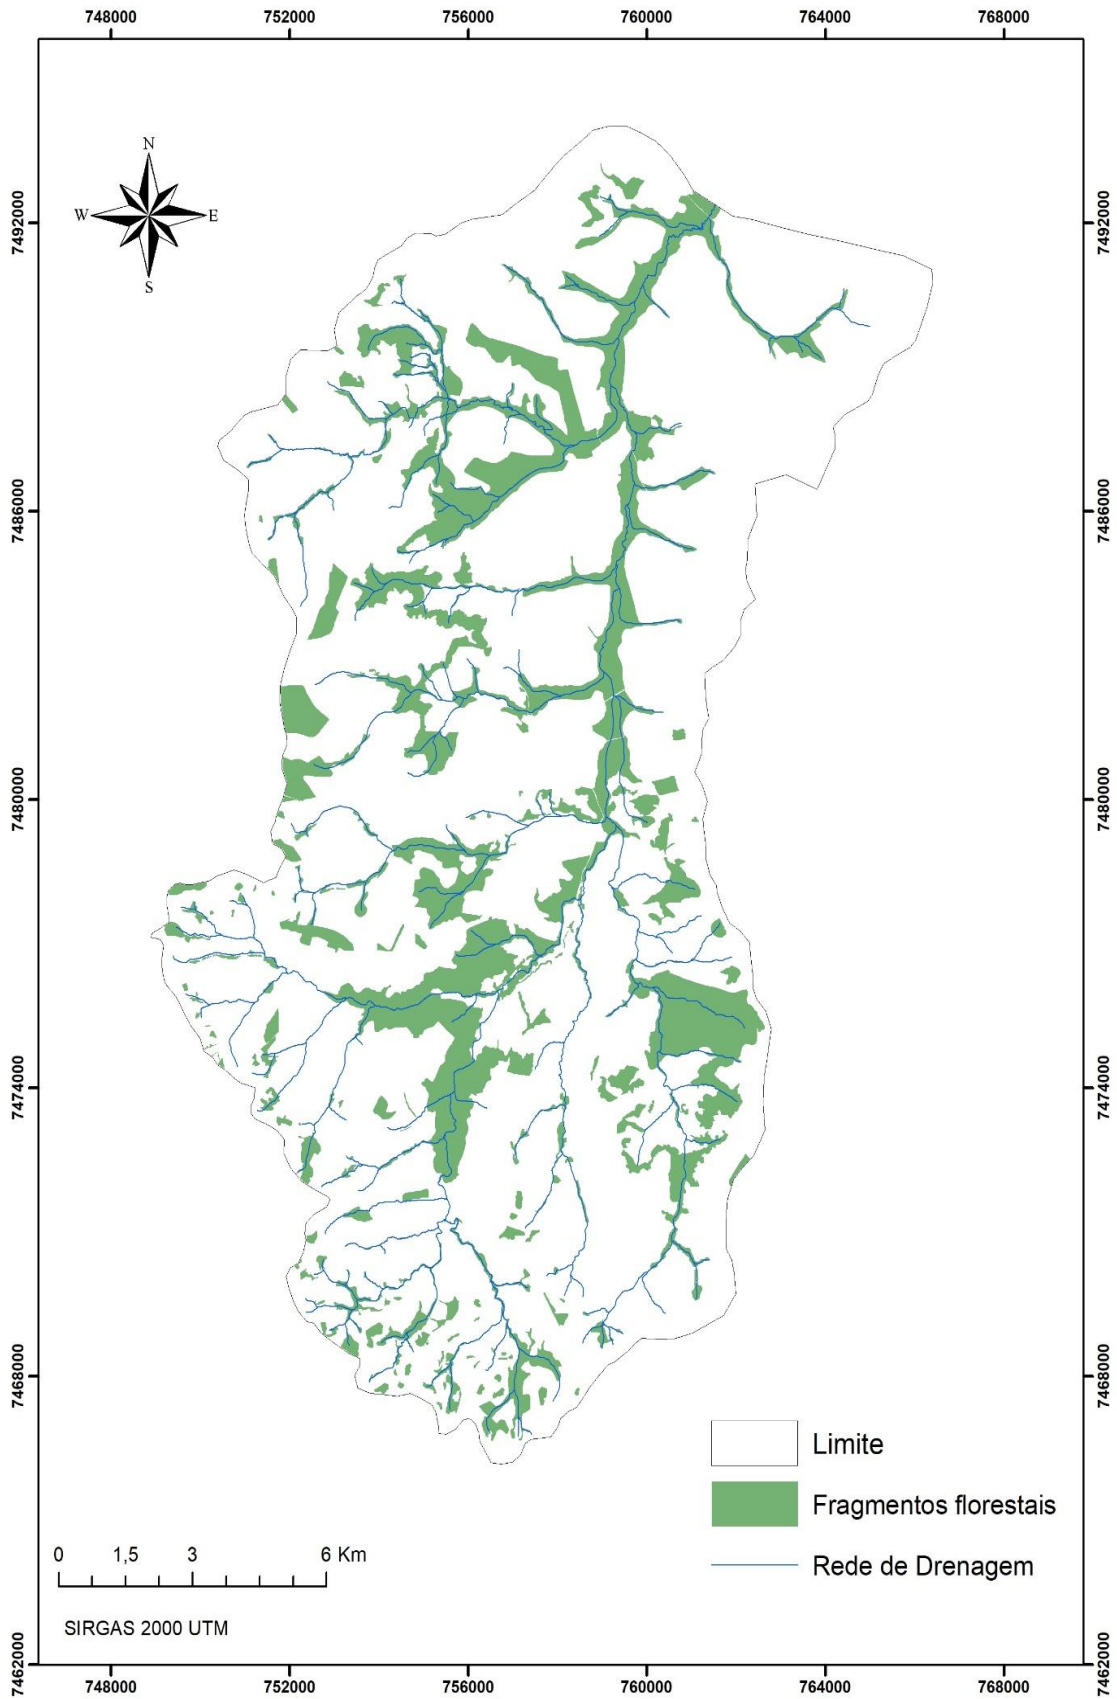 748000 752000 756000 760000 764000 768000
N
W E
S
7492000 7492000
7486000 7486000
7480000 7480000
7474000 7474000
7468000 7468000
Limite
Fragmentos florestais
Rede de Drenagem
0 1,5 3 6 Km
SIRGAS 2000 UTM
7462000 7462000
748000 752000 756000 760000 764000 768000